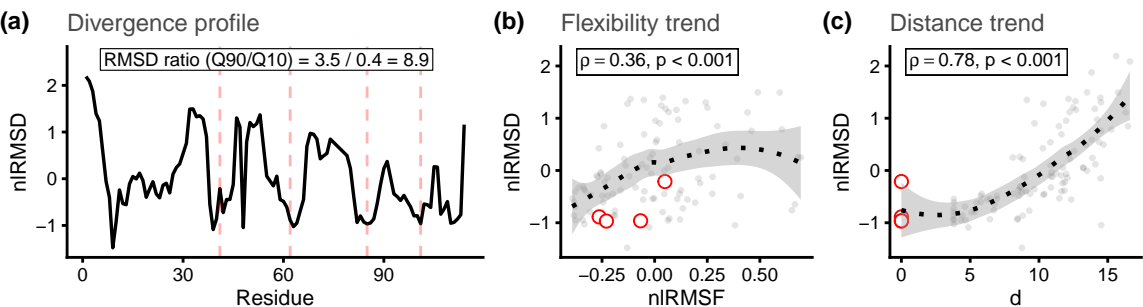 (a) Divergence profile
RMSD ratio (Q90/Q10) = 3.5 / 0.4 = 8.9
nlRMSD
2
1
0
−1
0 30 60 90
Residue
(b) Flexibility trend
ρ = 0.36, p < 0.001
nlRMSD
2
1
0
−1
−0.25 0.00 0.25 0.50
nlRMSF
(c) Distance trend
ρ = 0.78, p < 0.001
nlRMSD
2
1
0
−1
0 5 10 15
d